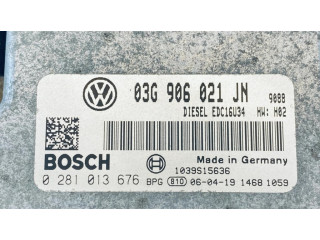 03G 906 021 JN 9088
DIESEL EDC16U34 HW: H02
BOSCH
Made in Germany
1039S15636
0 281 013 676 BPG 810 06-04-19 1468 1059